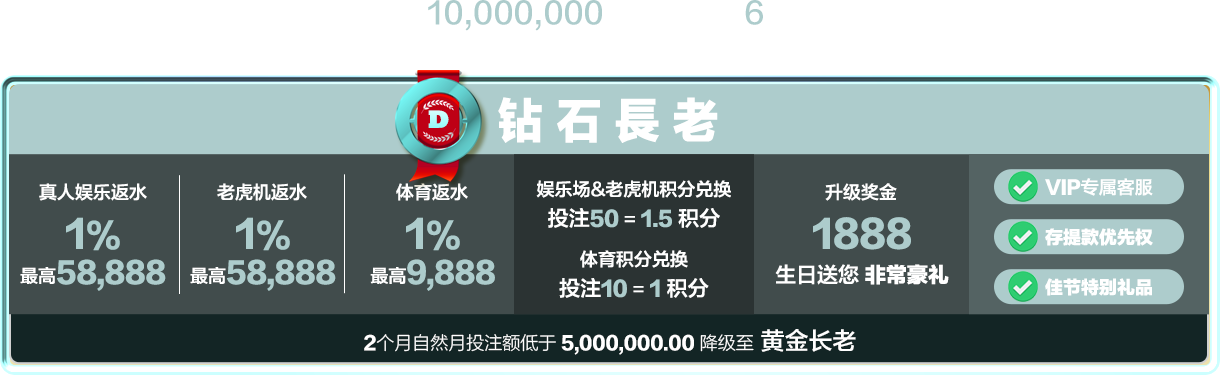 10,000,000 6
D
钻石長老
真人娱乐返水
1%
最高58,888
老虎机返水
1%
最高58,888
体育返水
1%
最高9,888
娱乐场&老虎机积分兑换
投注50 = 1.5 积分
体育积分兑换
投注10 = 1 积分
升级奖金
1888
生日送您 非常豪礼
VIP专属客服
存提款优先权
佳节特别礼品
2个月自然月投注额低于 5,000,000.00 降级至 黄金长老